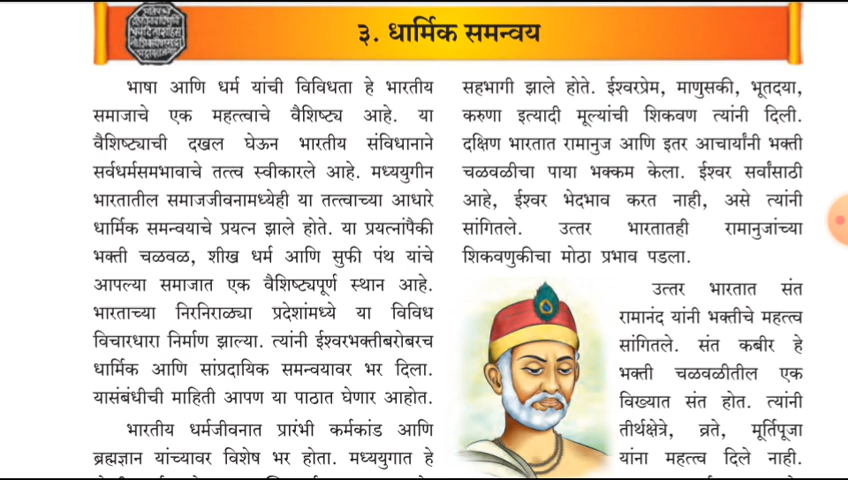 ३. धार्मिक समन्वय
भाषा आणि धर्म यांची विविधता हे भारतीय
समाजाचे एक महत्त्वाचे वैशिष्ट्य आहे. या
वैशिष्ट्याची दखल घेऊन भारतीय संविधानाने
सर्वधर्मसमभावाचे तत्त्व स्वीकारले आहे. मध्ययुगीन
भारतातील समाजजीवनामध्येही या तत्त्वाच्या आधारे
धार्मिक समन्वयाचे प्रयत्न झाले होते. या प्रयत्नांपैकी
भक्ती चळवळ, शीख धर्म आणि सुफी पंथ यांचे
आपल्या समाजात एक वैशिष्ट्यपूर्ण स्थान आहे.
भारताच्या निरनिराळ्या प्रदेशांमध्ये या विविध
विचारधारा निर्माण झाल्या. त्यांनी ईश्वरभक्तीबरोबरच
धार्मिक आणि सांप्रदायिक समन्वयावर भर दिला.
यासंबंधीची माहिती आपण या पाठात घेणार आहोत.
भारतीय धर्मजीवनात प्रारंभी कर्मकांड आणि
ब्रह्मज्ञान यांच्यावर विशेष भर होता. मध्ययुगात हे
सहभागी झाले होते. ईश्वरप्रेम, माणुसकी, भूतदया,
करुणा इत्यादी मूल्यांची शिकवण त्यांनी दिली.
दक्षिण भारतात रामानुज आणि इतर आचार्यांनी भक्ती
चळवळीचा पाया भक्कम केला. ईश्वर सर्वांसाठी
आहे, ईश्वर भेदभाव करत नाही, असे त्यांनी
सांगितले. उत्तर भारतातही रामानुजांच्या
शिकवणुकीचा मोठा प्रभाव पडला.
उत्तर भारतात संत
रामानंद यांनी भक्तीचे महत्त्व
सांगितले. संत कबीर हे
भक्ती चळवळीतील एक
विख्यात संत होत. त्यांनी
तीर्थक्षेत्रे, व्रते, मूर्तिपूजा
यांना महत्त्व दिले नाही.